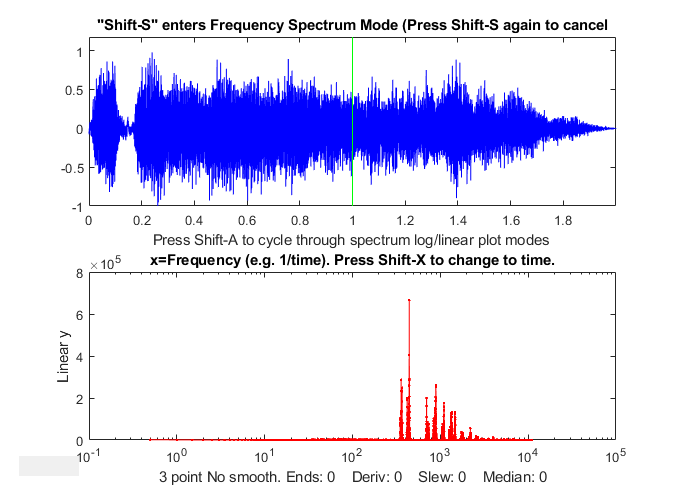 "Shift-S" enters Frequency Spectrum Mode (Press Shift-S again to cancel
1
0.5
0
-0.5
-1
0 0.2 0.4 0.6 0.8 1 1.2 1.4 1.6 1.8
Press Shift-A to cycle through spectrum log/linear plot modes
x=Frequency (e.g. 1/time). Press Shift-X to change to time.
×10^5
8
6
4
2
0
Linear y
10^-1 10^0 10^1 10^2 10^3 10^4 10^5
3 point No smooth. Ends: 0 Deriv: 0 Slew: 0 Median: 0